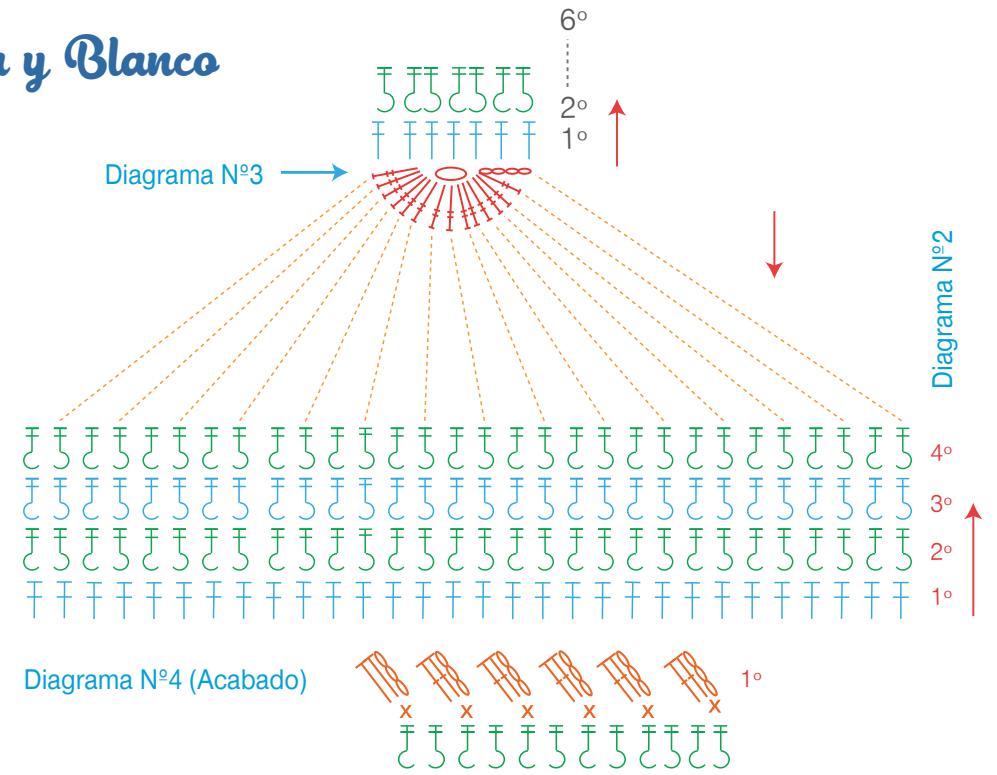 y Blanco
6º
2º
1º
Diagrama Nº3
Diagrama Nº2
4º
3º
2º
1º
Diagrama Nº4 (Acabado)
1º